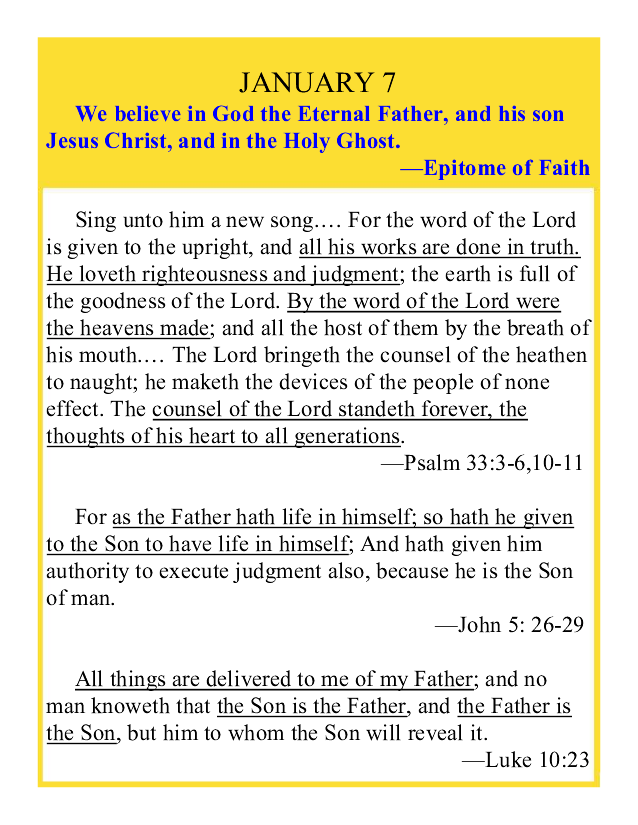 JANUARY 7
We believe in God the Eternal Father, and his son
Jesus Christ, and in the Holy Ghost.
—Epitome of Faith
Sing unto him a new song.… For the word of the Lord
is given to the upright, and all his works are done in truth.
He loveth righteousness and judgment; the earth is full of
the goodness of the Lord. By the word of the Lord were
the heavens made; and all the host of them by the breath of
his mouth.… The Lord bringeth the counsel of the heathen
to naught; he maketh the devices of the people of none
effect. The counsel of the Lord standeth forever, the
thoughts of his heart to all generations.
—Psalm 33:3-6,10-11
For as the Father hath life in himself; so hath he given
to the Son to have life in himself; And hath given him
authority to execute judgment also, because he is the Son
of man.
—John 5: 26-29
All things are delivered to me of my Father; and no
man knoweth that the Son is the Father, and the Father is
the Son, but him to whom the Son will reveal it.
—Luke 10:23